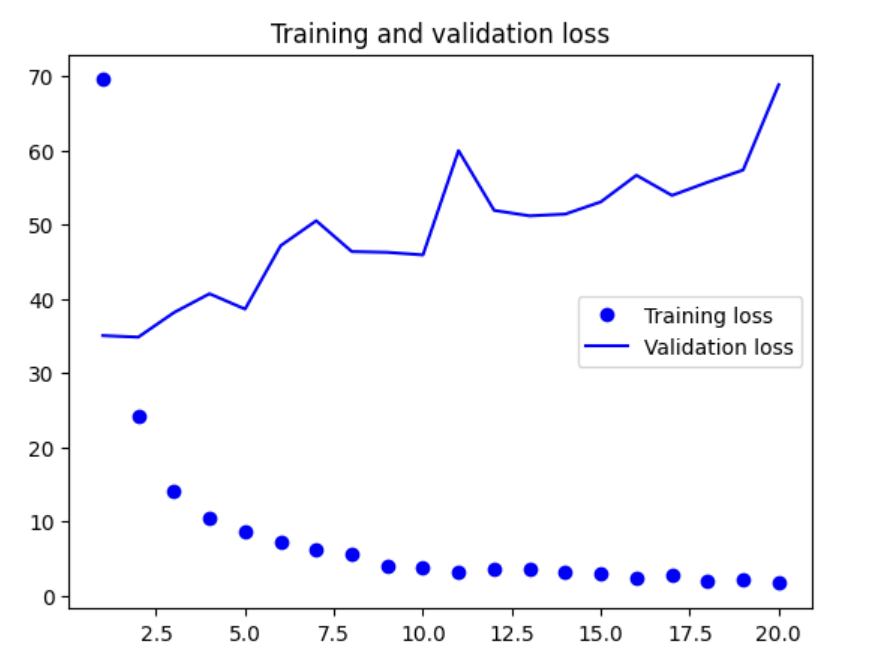 Training and validation loss
70
60
50
40
30
20
10
0
Training loss
Validation loss
2.5 5.0 7.5 10.0 12.5 15.0 17.5 20.0